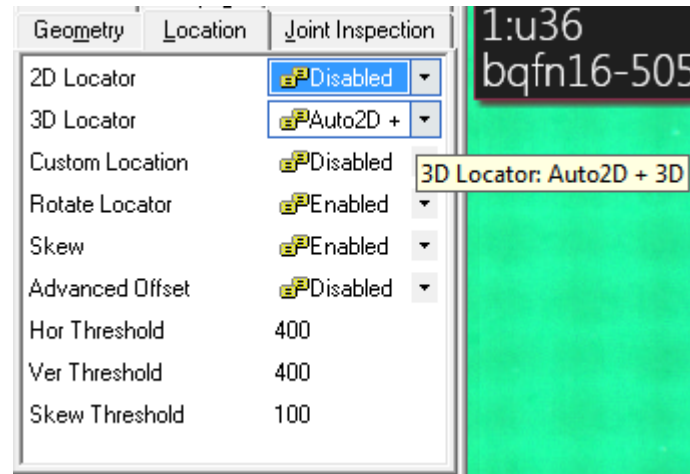 Geometry Location Joint Inspection
2D Locator Disabled
3D Locator Auto2D +
Custom Location Disabled
Rotate Locator Enabled
Skew Enabled
Advanced Offset Disabled
Hor Threshold 400
Ver Threshold 400
Skew Threshold 100
1:u36
bqfn16-505
3D Locator: Auto2D + 3D